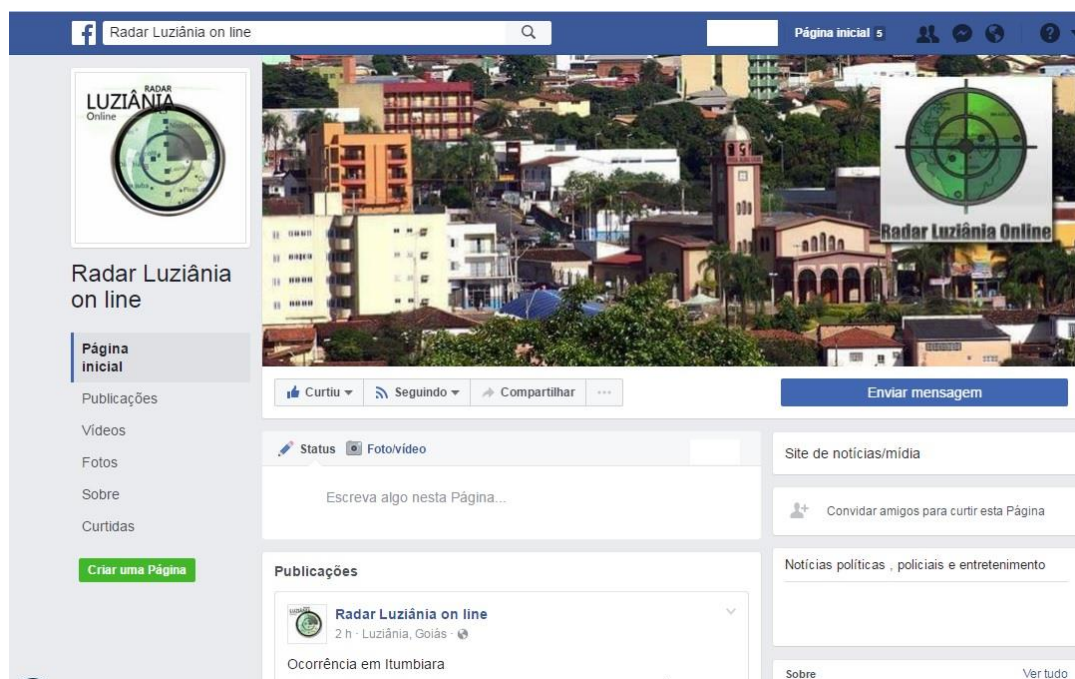 Radar Luziânia on line
Página inicial 5
RADAR
LUZIÂNIA
Online
Radar Luziânia Online
Radar Luziânia
on line
Página
inicial
Publicações
Vídeos
Fotos
Sobre
Curtidas
Criar uma Página
Curtiu
Seguindo
Compartilhar
Enviar mensagem
Status
Foto/vídeo
Escreva algo nesta Página...
Publicações
Radar Luziânia on line
2 h · Luziânia, Goiás ·
Ocorrência em Itumbiara
Site de notícias/mídia
Convidar amigos para curtir esta Página
Notícias políticas , policiais e entretenimento
Sobre
Ver tudo